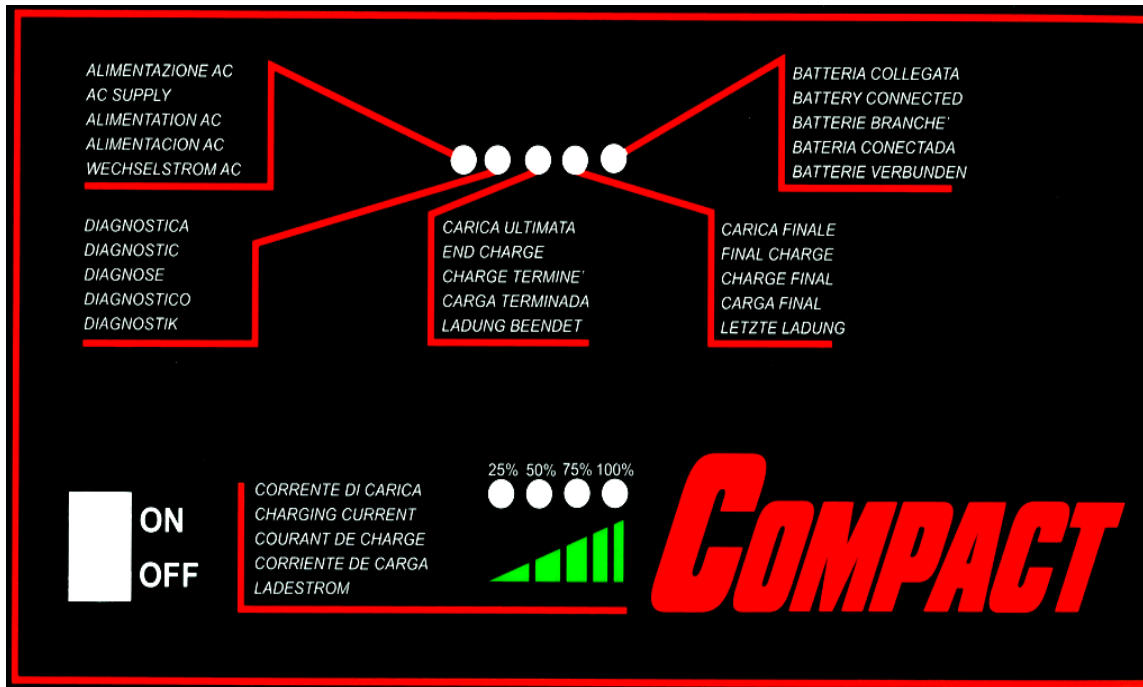 ALIMENTAZIONE AC
AC SUPPLY
ALIMENTATION AC
ALIMENTACION AC
WECHSELSTROM AC
BATTERIA COLLEGATA
BATTERY CONNECTED
BATTERIE BRANCHE'
BATERIA CONECTADA
BATTERIE VERBUNDEN
DIAGNOSTICA
DIAGNOSTIC
DIAGNOSE
DIAGNOSTICO
DIAGNOSTIK
CARICA ULTIMATA
END CHARGE
CHARGE TERMINE'
CARGA TERMINADA
LADUNG BEENDET
CARICA FINALE
FINAL CHARGE
CHARGE FINAL
CARGA FINAL
LETZTE LADUNG
ON
OFF
CORRENTE DI CARICA
CHARGING CURRENT
COURANT DE CHARGE
CORRIENTE DE CARGA
LADESTROM
25% 50% 75% 100%
COMPACT